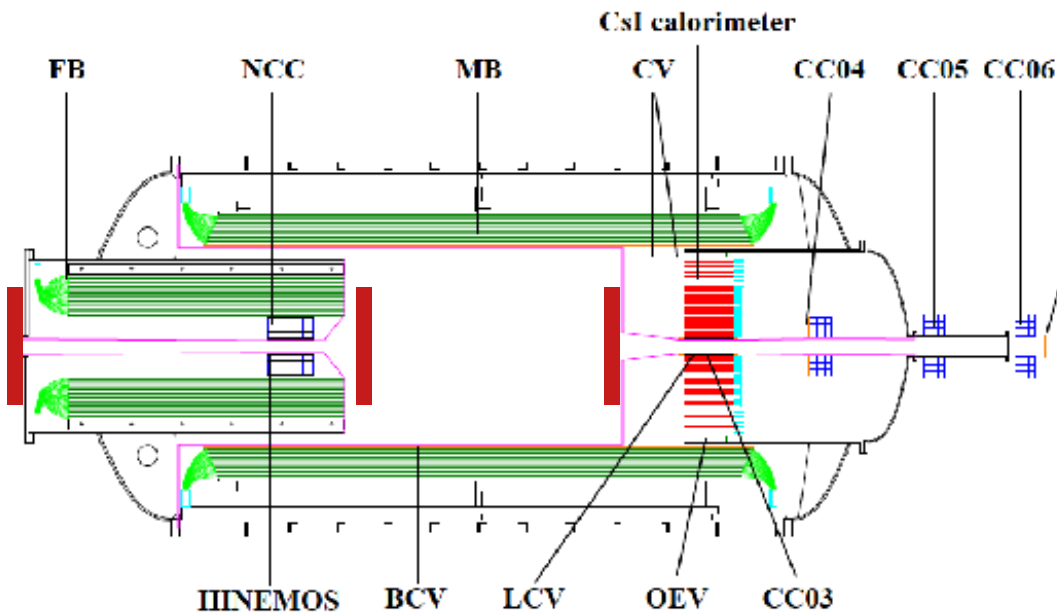 CsI calorimeter
FB NCC MB CV CC04 CC05 CC06
IIINEMOS BCV LCV OEV CC03